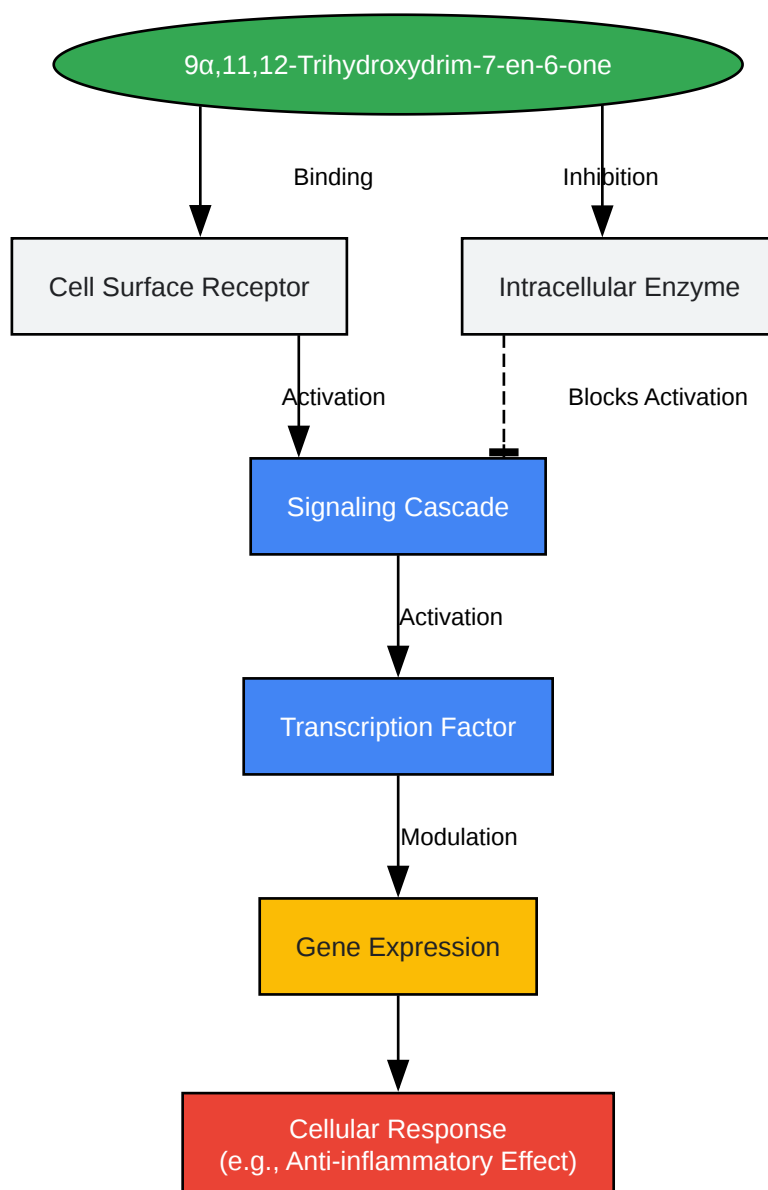 9α,11,12-Trihydroxydrim-7-en-6-one
Binding
Inhibition
Cell Surface Receptor
Intracellular Enzyme
Activation
Blocks Activation
Signaling Cascade
Activation
Transcription Factor
Modulation
Gene Expression
Cellular Response
(e.g., Anti-inflammatory Effect)